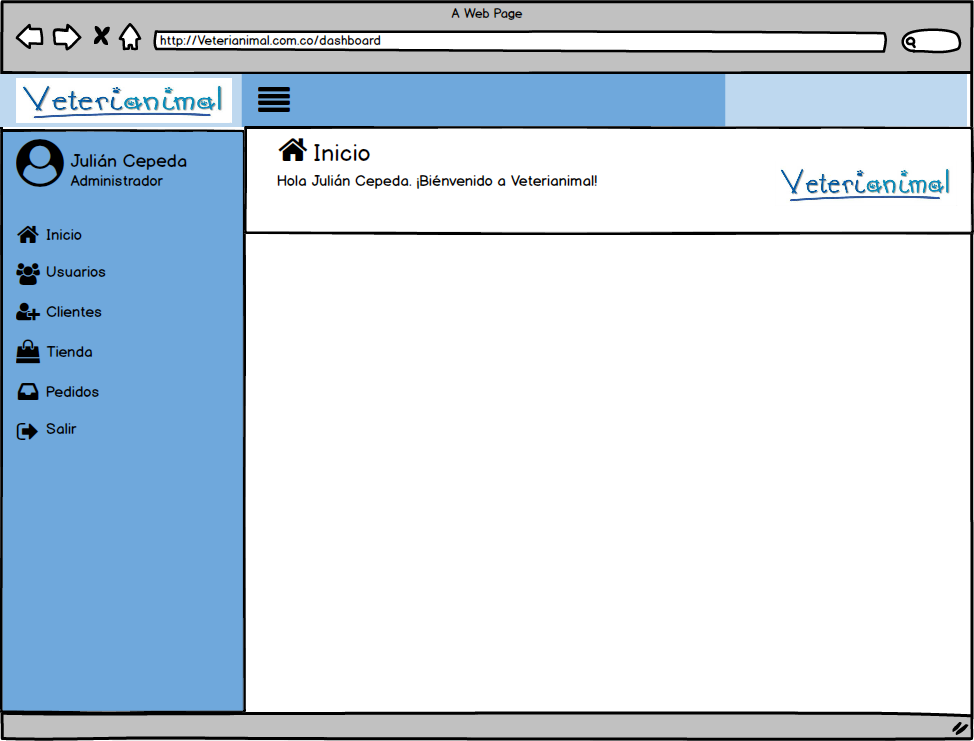 A Web Page
http://Veterianimal.com.co/dashboard
Veterianimal
Julián Cepeda
Administrador
Inicio
Usuarios
Clientes
Tienda
Pedidos
Salir
Inicio
Hola Julián Cepeda. ¡Biénvenido a Veterianimal!
Veterianimal